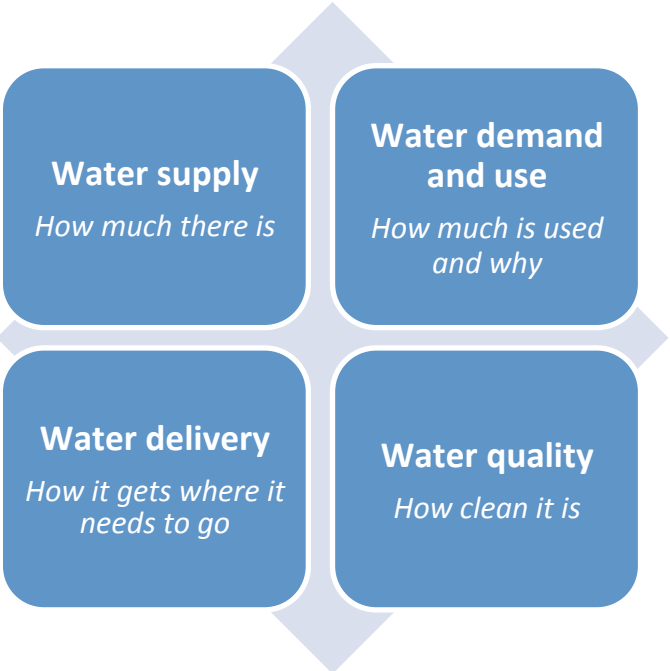 Water supply
How much there is
Water demand
and use
How much is used
and why
Water delivery
How it gets where it
needs to go
Water quality
How clean it is